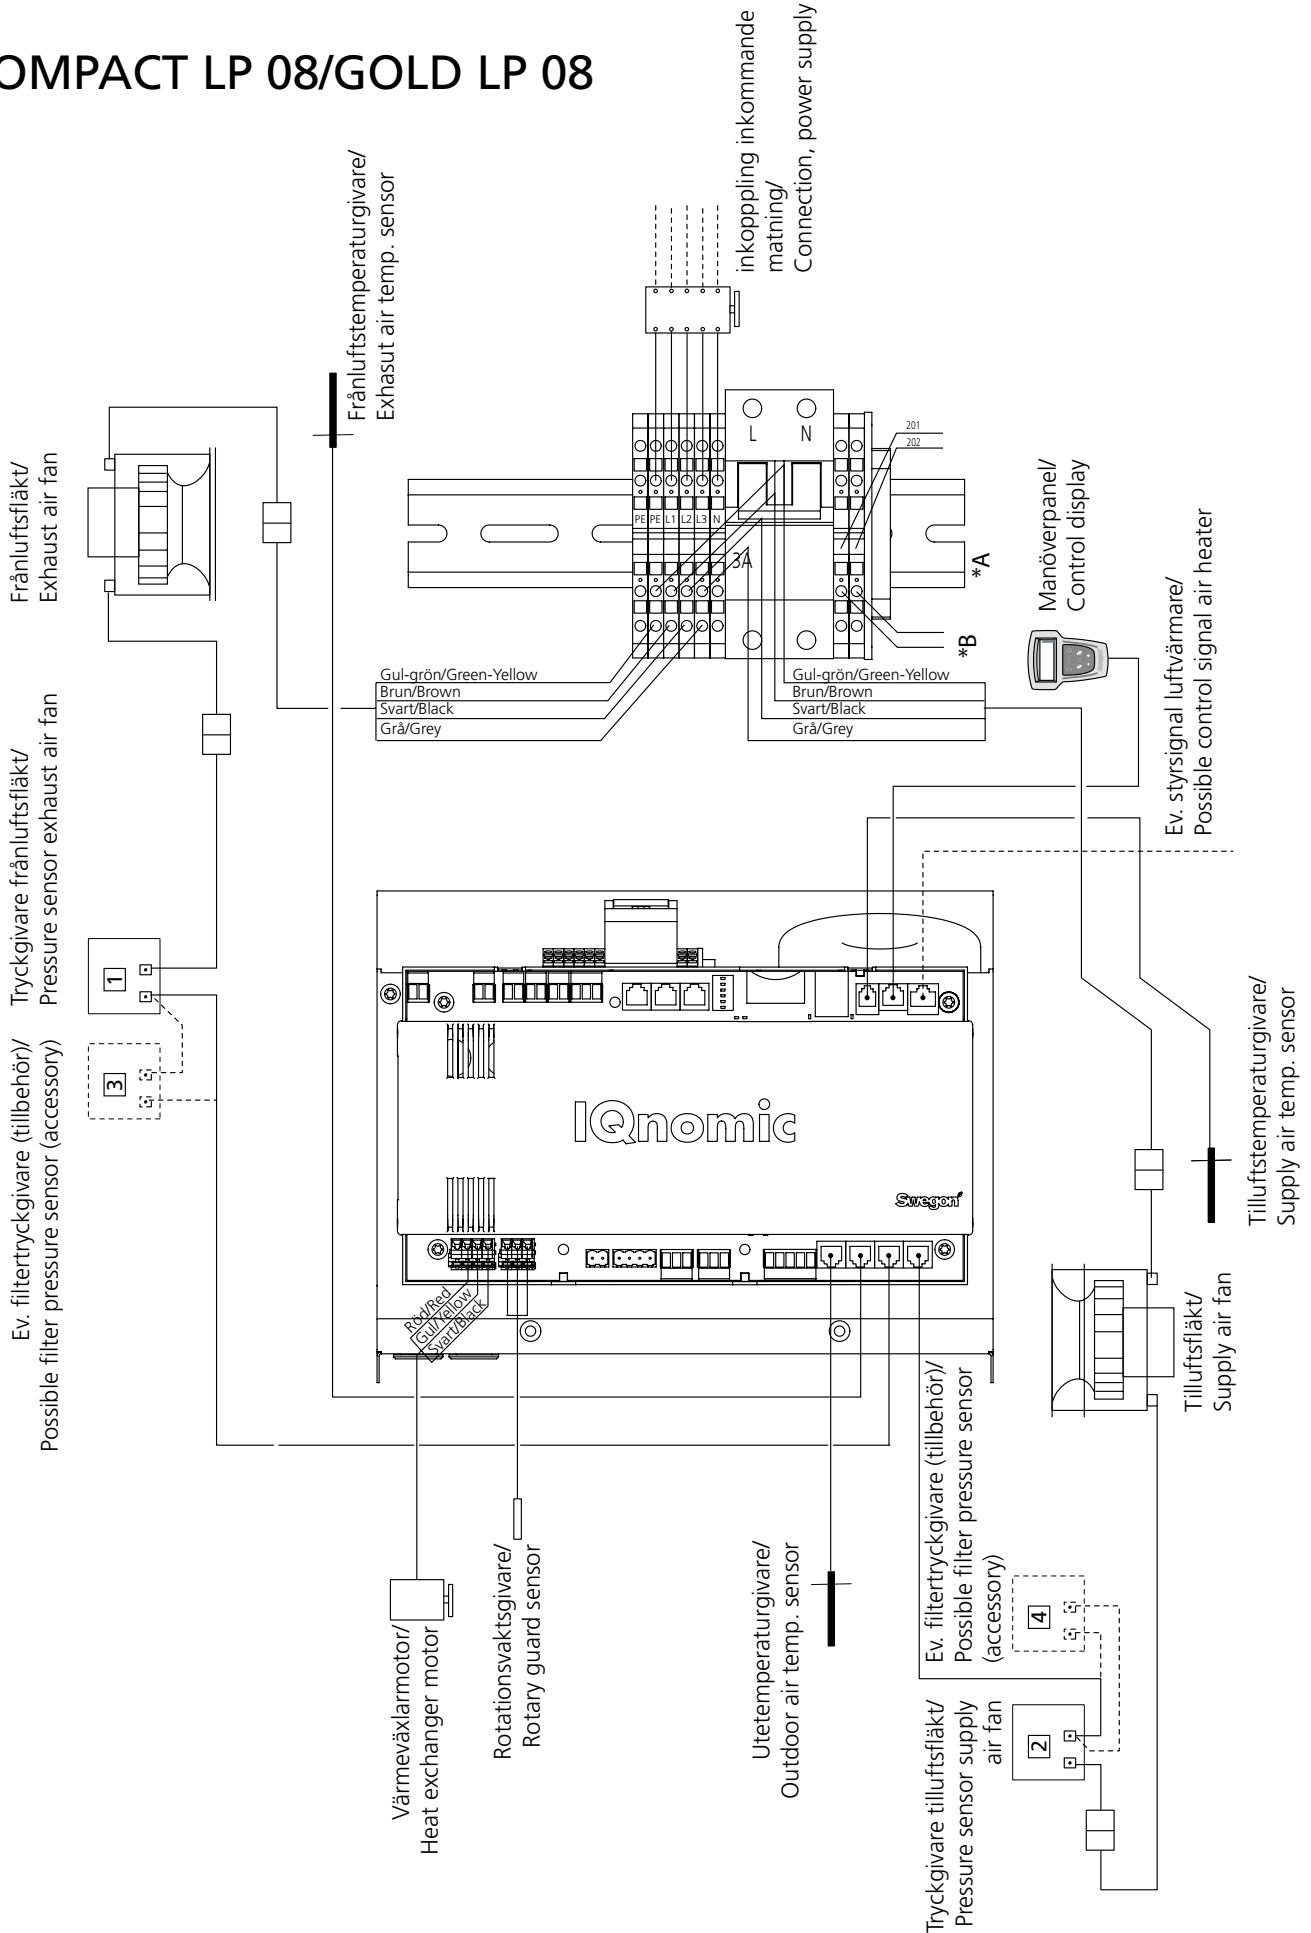 OMPACT LP 08/GOLD LP 08
Frånluftsfläkt/
Exhaust air fan
Frånluftstemperaturgivare/
Exhasut air temp. sensor
inkopppling inkommande
matning/
Connection, power supply
Tryckgivare frånluftsfläkt/
Pressure sensor exhaust air fan
Ev. filtertryckgivare (tillbehör)/
Possible filter pressure sensor (accessory)
1
3
PE PE L1 L2 L3 N
L
N
3A
201
202
*A
*B
Gul-grön/Green-Yellow
Brun/Brown
Svart/Black
Grå/Grey
Gul-grön/Green-Yellow
Brun/Brown
Svart/Black
Grå/Grey
Manöverpanel/
Control display
Ev. styrsignal luftvärmare/
Possible control signal air heater
IQnomic
Swegon
Röd/Red
Gul/Yellow
Svart/Black
Tilluftstemperaturgivare/
Supply air temp. sensor
Tilluftsfläkt/
Supply air fan
Värmeväxlarmotor/
Heat exchanger motor
Rotationsvaktsgivare/
Rotary guard sensor
Utetemperaturgivare/
Outdoor air temp. sensor
Ev. filtertryckgivare (tillbehör)/
Possible filter pressure sensor
(accessory)
4
Tryckgivare tilluftsfläkt/
Pressure sensor supply
air fan
2